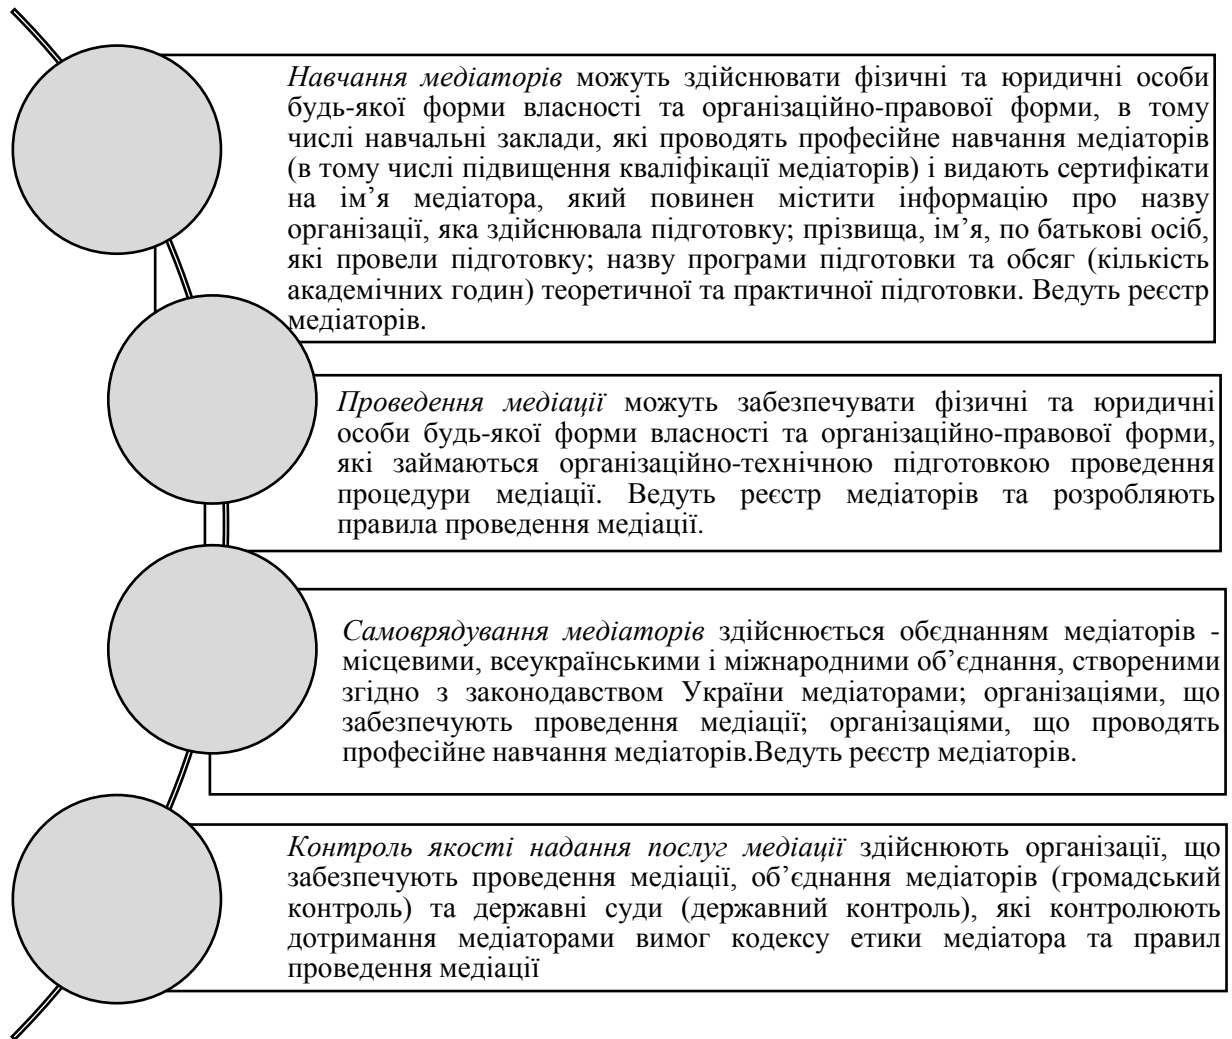 Навчання медіаторів можуть здійснювати фізичні та юридичні особи
будь-якої форми власності та організаційно-правової форми, в тому
числі навчальні заклади, які проводять професійне навчання медіаторів
(в тому числі підвищення кваліфікації медіаторів) і видають сертифікати
на ім’я медіатора, який повинен містити інформацію про назву
організації, яка здійснювала підготовку; прізвища, ім’я, по батькові осіб,
які провели підготовку; назву програми підготовки та обсяг (кількість
академічних годин) теоретичної та практичної підготовки. Ведуть реєстр
медіаторів.
Проведення медіації можуть забезпечувати фізичні та юридичні
особи будь-якої форми власності та організаційно-правової форми,
які займаються організаційно-технічною підготовкою проведення
процедури медіації. Ведуть реєстр медіаторів та розробляють
правила проведення медіації.
Самоврядування медіаторів здійснюється обєднанням медіаторів -
місцевими, всеукраїнськими і міжнародними об’єднання, створеними
згідно з законодавством України медіаторами; організаціями, що
забезпечують проведення медіації; організаціями, що проводять
професійне навчання медіаторів.Ведуть реєстр медіаторів.
Контроль якості надання послуг медіації здійснюють організації, що
забезпечують проведення медіації, об’єднання медіаторів (громадський
контроль) та державні суди (державний контроль), які контролюють
дотримання медіаторами вимог кодексу етики медіатора та правил
проведення медіації